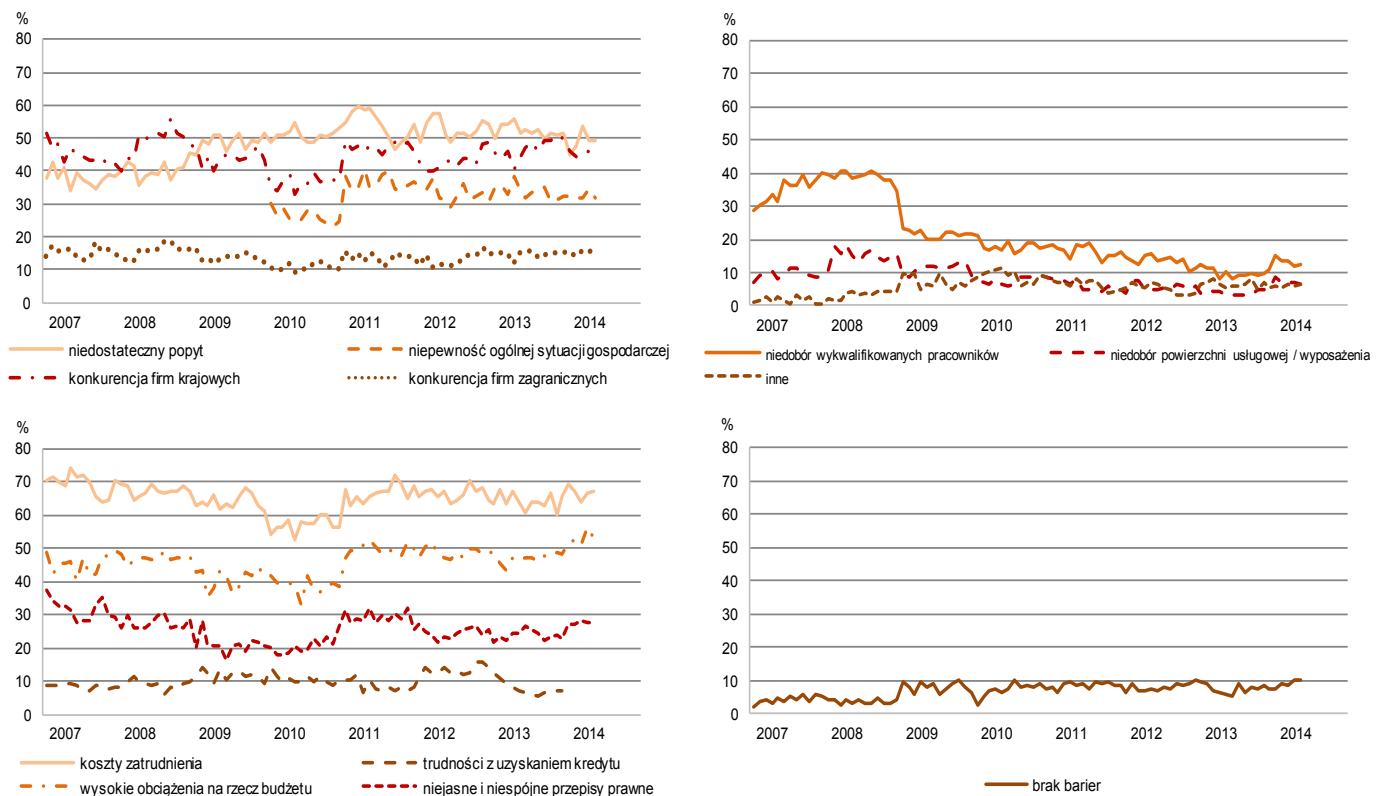 %
80
70
60
50
40
30
20
10
0
2007 2008 2009 2010 2011 2012 2013 2014
niedostateczny popyt
niepewność ogólnej sytuacji gospodarczej
konkurencja firm krajowych
konkurencja firm zagranicznych
%
80
70
60
50
40
30
20
10
0
2007 2008 2009 2010 2011 2012 2013 2014
niedobór wykwalifikowanych pracowników
niedobór powierzchni usługowej / wyposażenia
inne
%
80
70
60
50
40
30
20
10
0
2007 2008 2009 2010 2011 2012 2013 2014
koszty zatrudnienia
trudności z uzyskaniem kredytu
wysokie obciążenia na rzecz budżetu
niejasne i niespójne przepisy prawne
%
80
70
60
50
40
30
20
10
0
2007 2008 2009 2010 2011 2012 2013 2014
brak barier